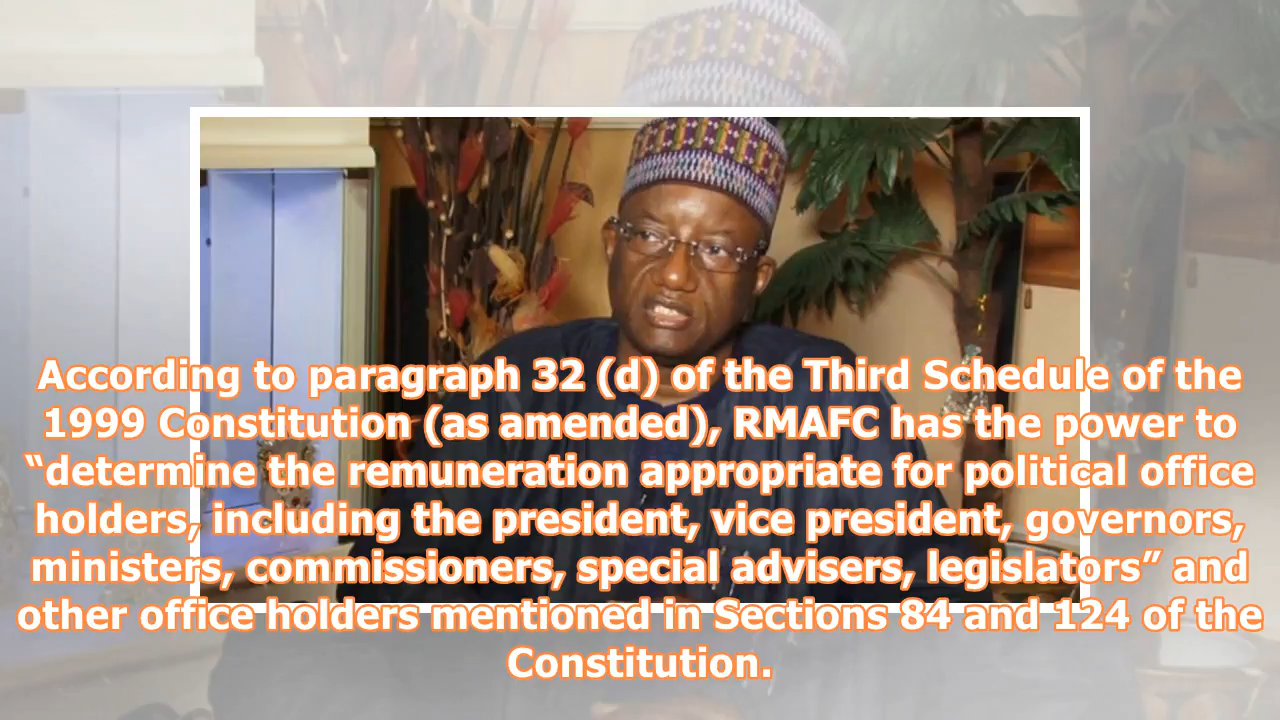 According to paragraph 32 (d) of the Third Schedule of the
1999 Constitution (as amended), RMAFC has the power to
“determine the remuneration appropriate for political office
holders, including the president, vice president, governors,
ministers, commissioners, special advisers, legislators” and
other office holders mentioned in Sections 84 and 124 of the
Constitution.